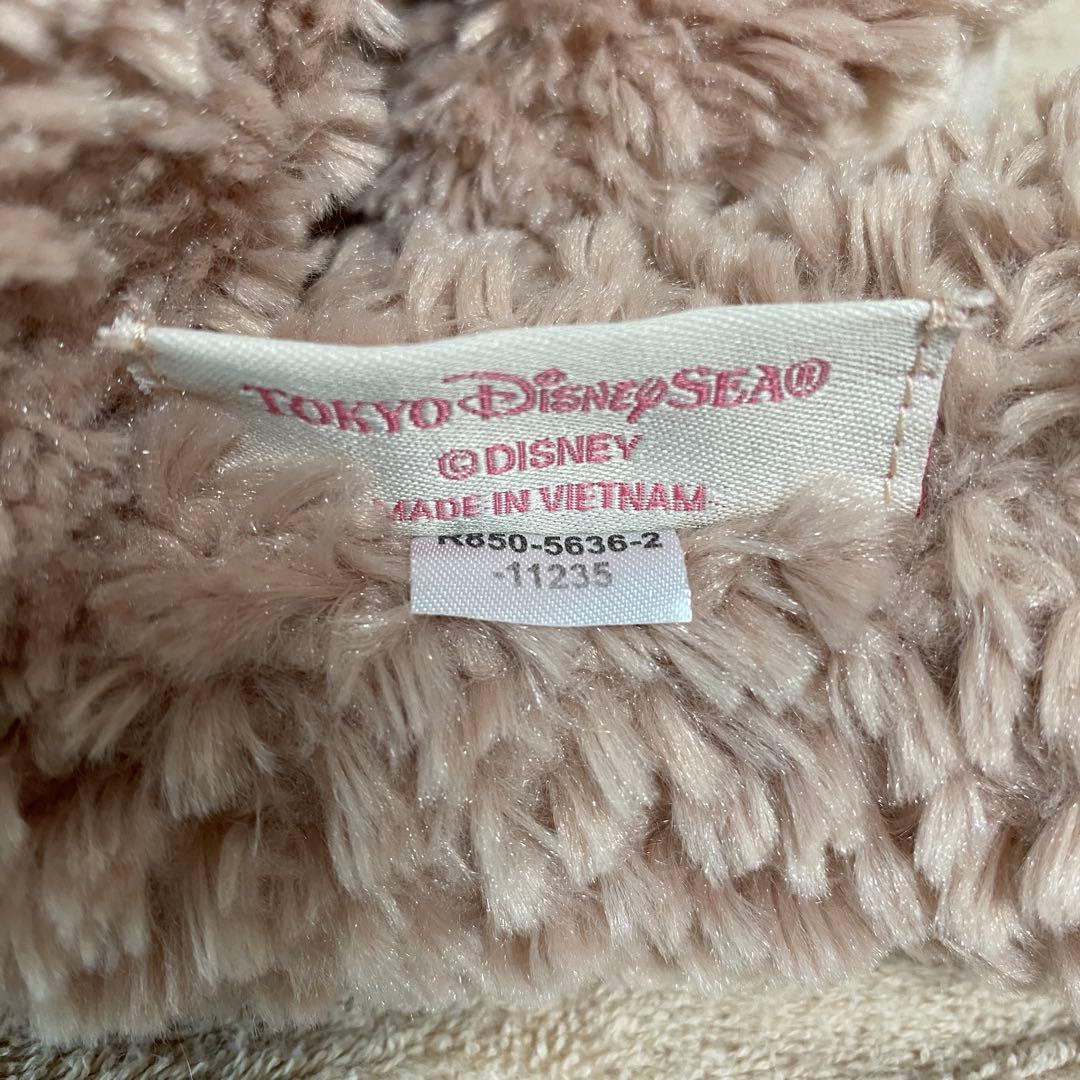 TOKYO DISNEYSEA®
©DISNEY
MADE IN VIETNAM
R850-5636-2
-11235